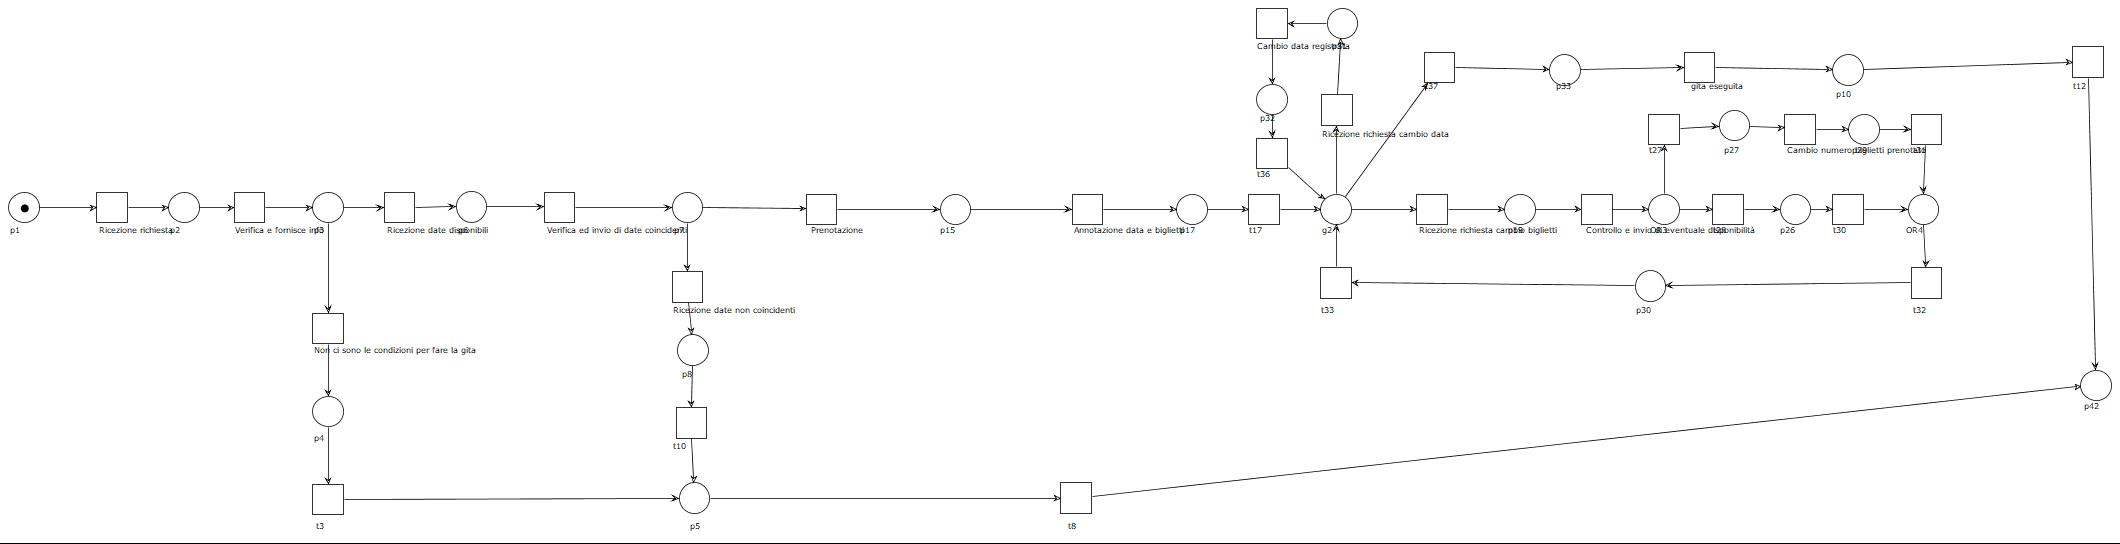 Cambio data registrata
p31
t37
p33
gita eseguita
p10
t12
p32
Ricezione richiesta cambio data
t27
p27
Cambio numero biglietti prenotati
t31
t36
p1
Ricezione richiesta
p2
Verifica e fornisce info
p3
Ricezione date disponibili
p6
Verifica ed invio di date coincidenti
p7
Prenotazione
p15
Annotazione data e biglietti
p17
t17
g2
Ricezione richiesta cambio biglietti
p19
Controllo e invio di eventuale disponibilità
OR3
t28
p26
t30
OR4
Ricezione date non coincidenti
t33
p30
t32
Non ci sono le condizioni per fare la gita
p8
p42
p4
t10
t3
p5
t8